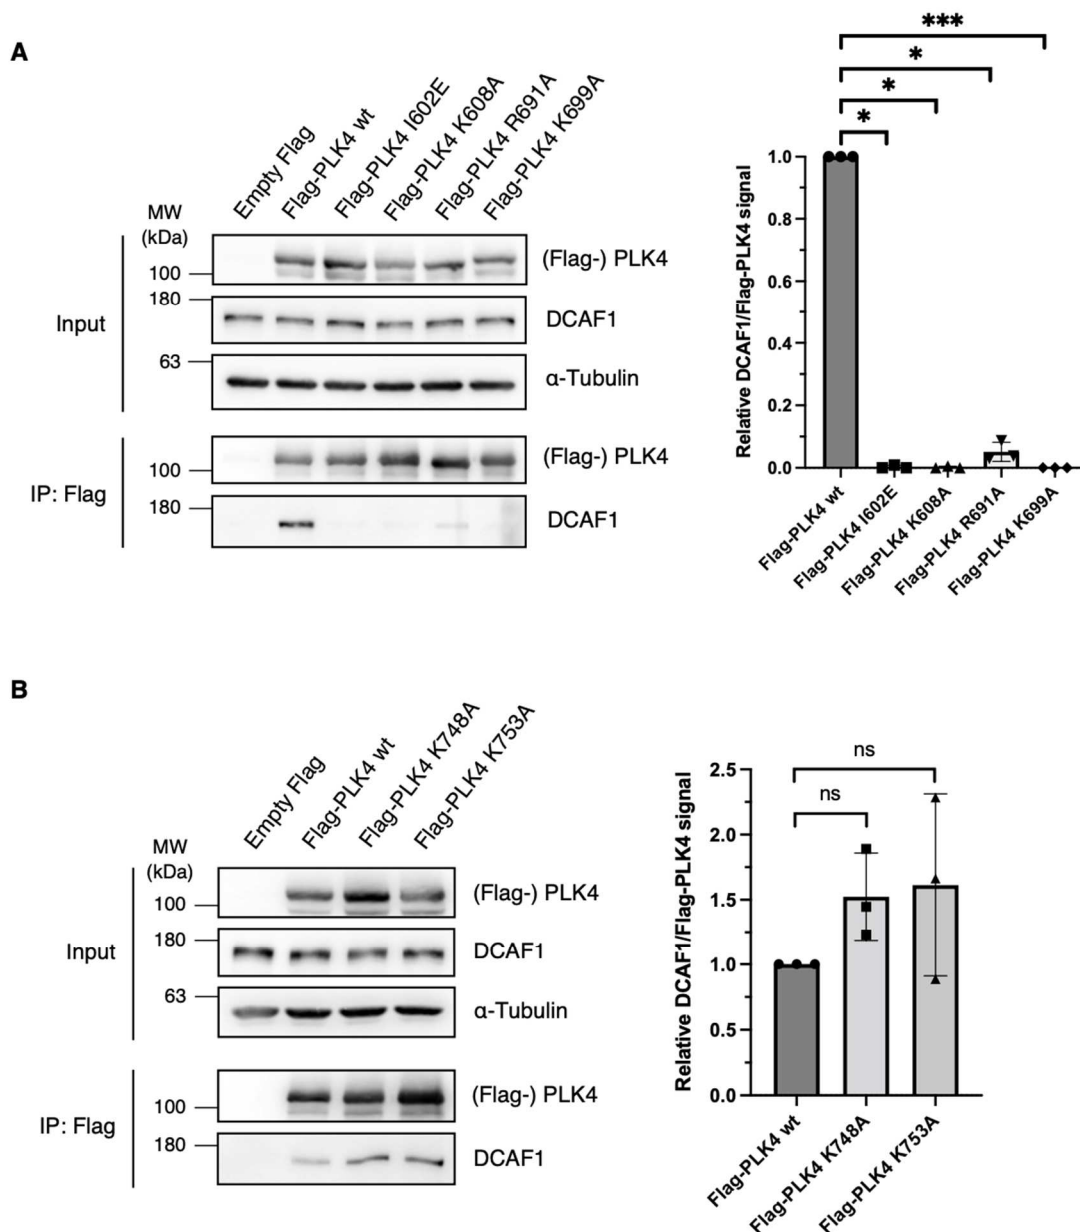 A
Empty Flag
Flag-PLK4 wt
Flag-PLK4 I602E
Flag-PLK4 K608A
Flag-PLK4 R691A
Flag-PLK4 K699A
MW
(kDa)
Input
100
(Flag-) PLK4
180
DCAF1
63
α-Tubulin
IP: Flag
100
(Flag-) PLK4
180
DCAF1
***
*
*
*
Relative DCAF1/Flag-PLK4 signal
1.0
0.8
0.6
0.4
0.2
0.0
Flag-PLK4 wt
Flag-PLK4 I602E
Flag-PLK4 K608A
Flag-PLK4 R691A
Flag-PLK4 K699A
B
Empty Flag
Flag-PLK4 wt
Flag-PLK4 K748A
Flag-PLK4 K753A
MW
(kDa)
Input
100
(Flag-) PLK4
180
DCAF1
63
α-Tubulin
IP: Flag
100
(Flag-) PLK4
180
DCAF1
ns
ns
Relative DCAF1/Flag-PLK4 signal
2.5
2.0
1.5
1.0
0.5
0.0
Flag-PLK4 wt
Flag-PLK4 K748A
Flag-PLK4 K753A